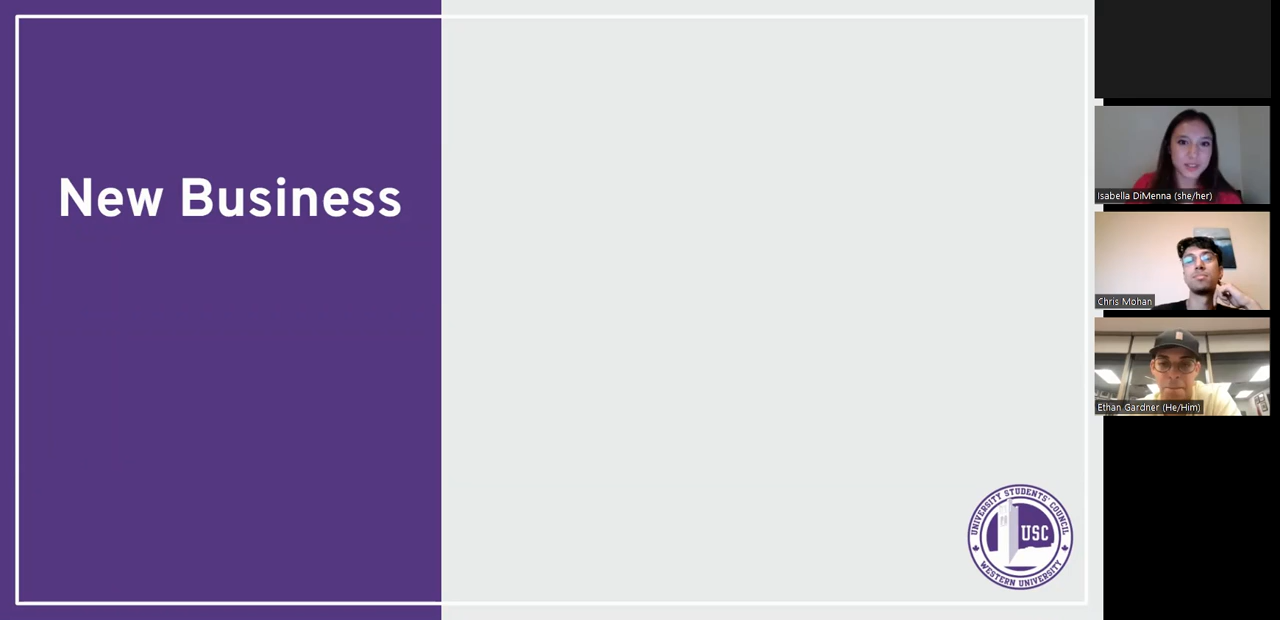 New Business
UNIVERSITY STUDENTS' COUNCIL
USC
WESTERN UNIVERSITY
Isabella DiMenna (she/her)
Chris Mohan
Ethan Gardner (He/Him)